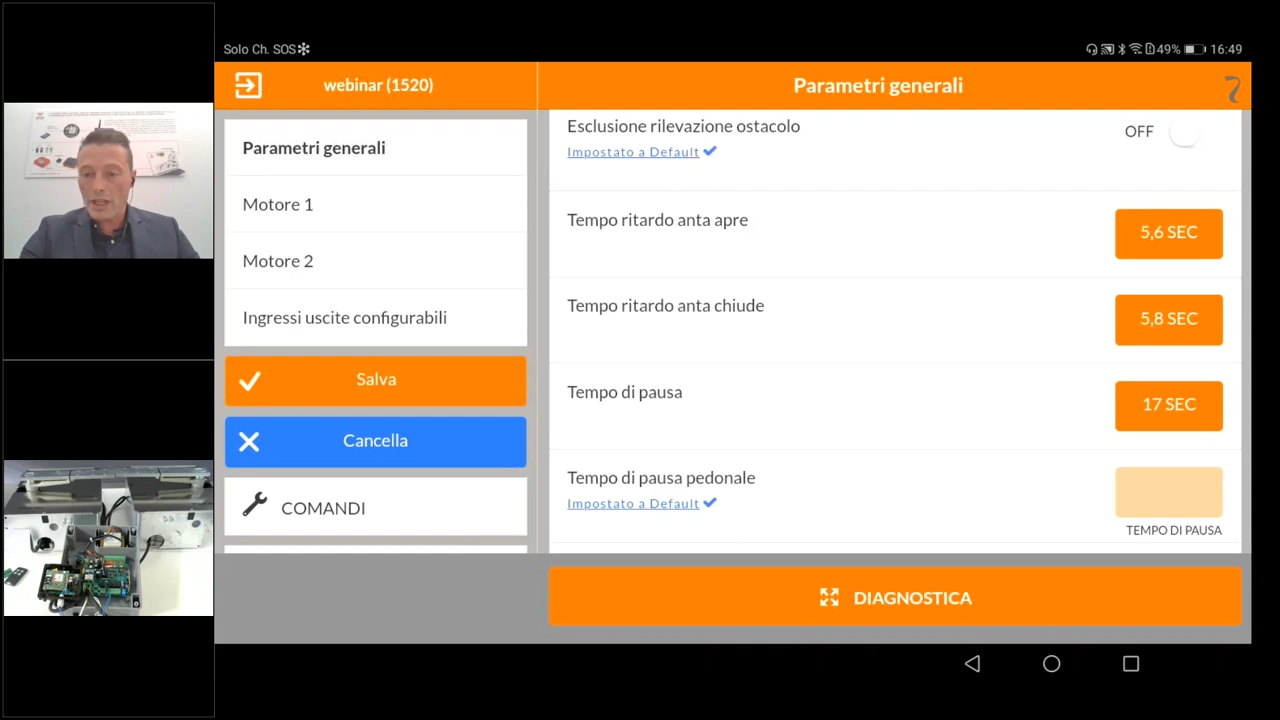 Solo Ch. SOS
49% 16:49
webinar (1520)
Parametri generali
Parametri generali
Motore 1
Motore 2
Ingressi uscite configurabili
Salva
Cancella
COMANDI
Esclusione rilevazione ostacolo
OFF
Impostato a Default
Tempo ritardo anta apre
5,6 SEC
Tempo ritardo anta chiude
5,8 SEC
Tempo di pausa
17 SEC
Tempo di pausa pedonale
Impostato a Default
TEMPO DI PAUSA
DIAGNOSTICA